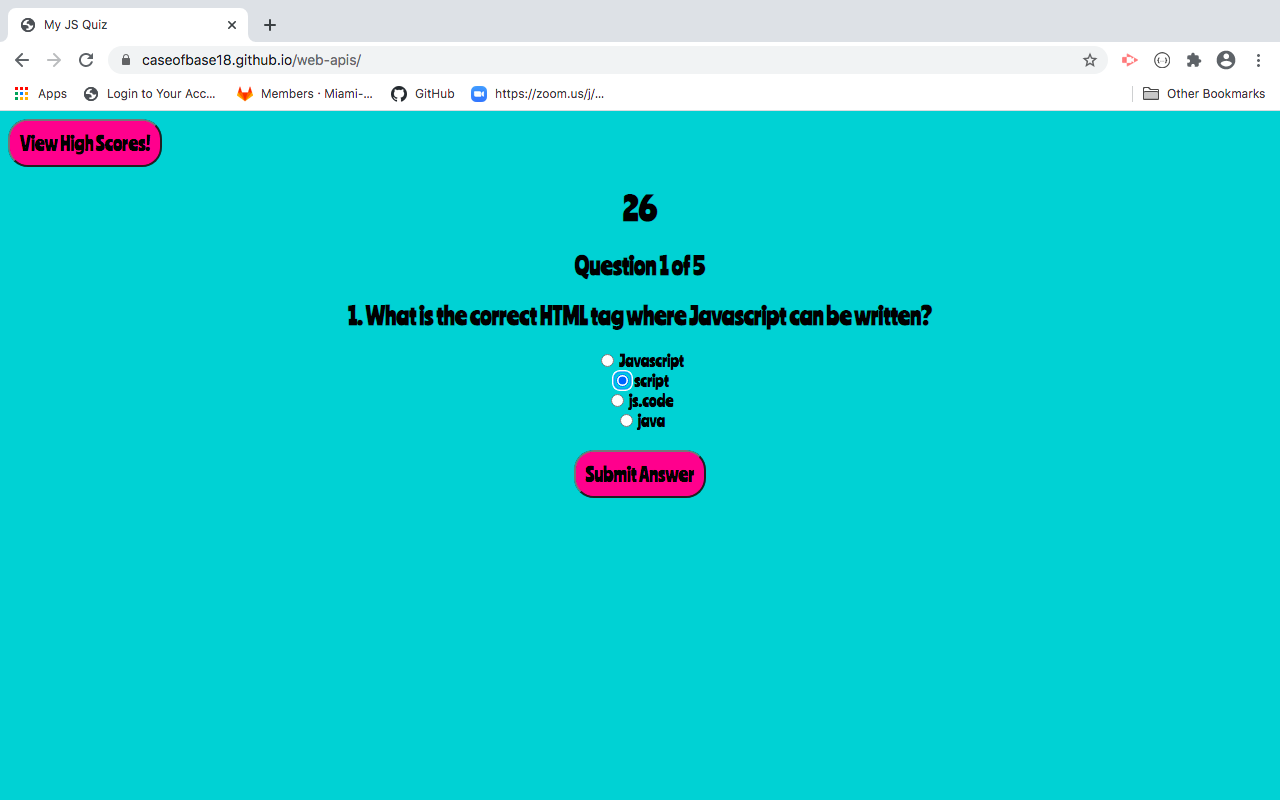 My JS Quiz
caseofbase18.github.io/web-apis/
Apps Login to Your Acc... Members · Miami-... GitHub https://zoom.us/j/... Other Bookmarks
View High Scores!
26
Question 1 of 5
1. What is the correct HTML tag where Javascript can be written?
Javascript
script
js.code
java
Submit Answer